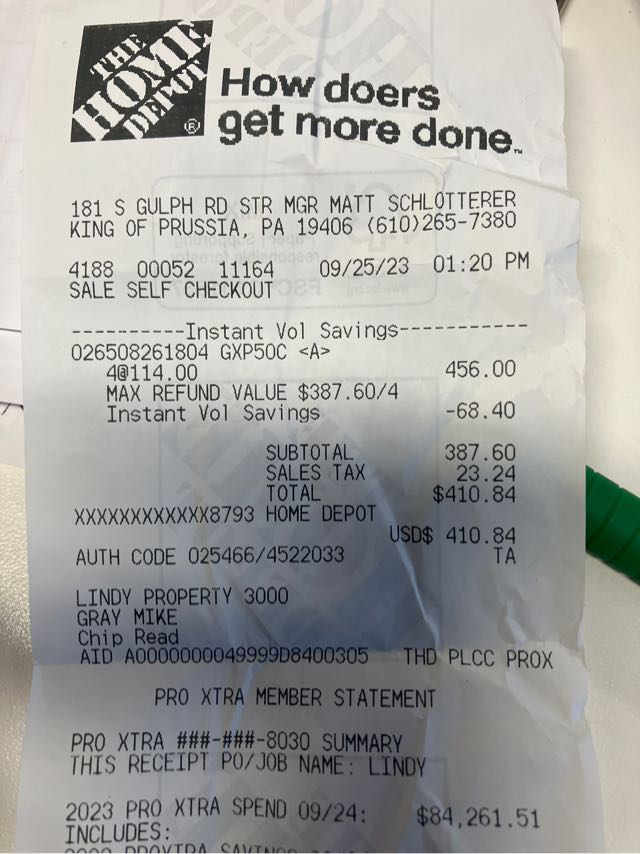 THE
HOME
DEPOT
®
How doers
get more done.™
181 S GULPH RD STR MGR MATT SCHLOTTERER
KING OF PRUSSIA, PA 19406 (610)265-7380
4188 00052 11164 09/25/23 01:20 PM
SALE SELF CHECKOUT
----------Instant Vol Savings-----------
026508261804 GXP50C <A>
4@114.00 456.00
MAX REFUND VALUE $387.60/4
Instant Vol Savings -68.40
SUBTOTAL 387.60
SALES TAX 23.24
TOTAL $410.84
XXXXXXXXXXXX8793 HOME DEPOT
USD$ 410.84
AUTH CODE 025466/4522033 TA
LINDY PROPERTY 3000
GRAY MIKE
Chip Read
AID A0000000049999D8400305 THD PLCC PROX
PRO XTRA MEMBER STATEMENT
PRO XTRA ###-###-8030 SUMMARY
THIS RECEIPT PO/JOB NAME: LINDY
2023 PRO XTRA SPEND 09/24: $84,261.51
INCLUDES: